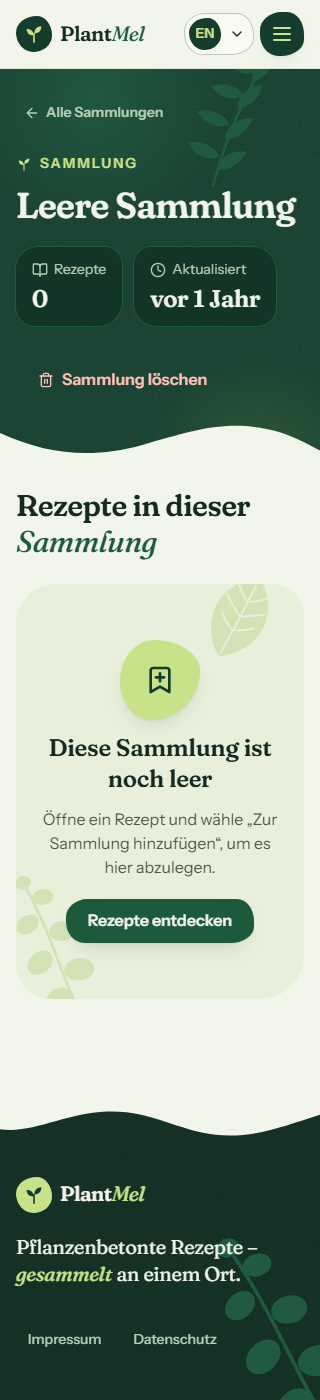 PlantMel
EN
Alle Sammlungen
SAMMLUNG
Leere Sammlung
Rezepte
0
Aktualisiert
vor 1 Jahr
Sammlung löschen
Rezepte in dieser
Sammlung
Diese Sammlung ist
noch leer
Öffne ein Rezept und wähle „Zur
Sammlung hinzufügen“, um es
hier abzulegen.
Rezepte entdecken
PlantMel
Pflanzenbetonte Rezepte –
gesammelt an einem Ort.
Impressum
Datenschutz